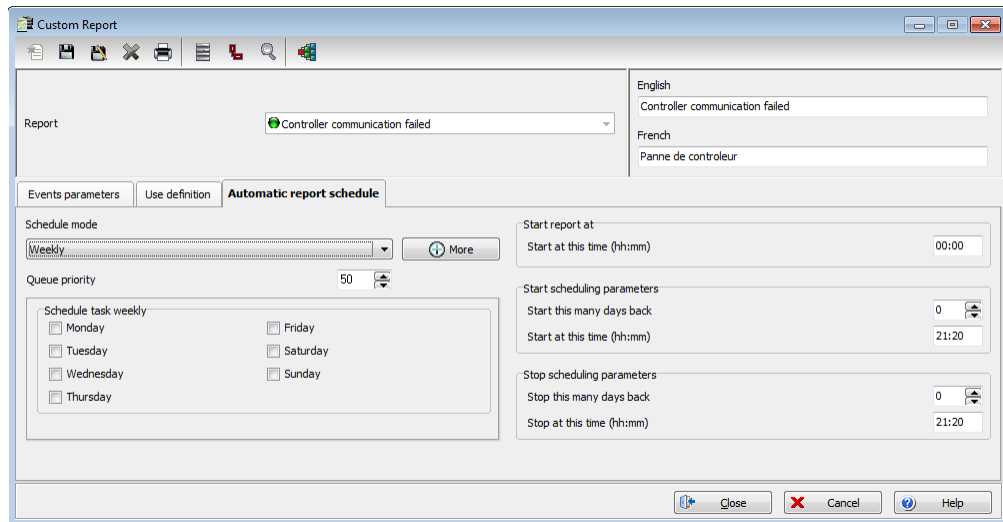 Custom Report
Report
Controller communication failed
English
Controller communication failed
French
Panne de controleur
Events parameters
Use definition
Automatic report schedule
Schedule mode
Weekly
More
Queue priority
50
Schedule task weekly
Monday
Friday
Tuesday
Saturday
Wednesday
Sunday
Thursday
Start report at
Start at this time (hh:mm)
00:00
Start scheduling parameters
Start this many days back
0
Start at this time (hh:mm)
21:20
Stop scheduling parameters
Stop this many days back
0
Stop at this time (hh:mm)
21:20
Close
Cancel
Help